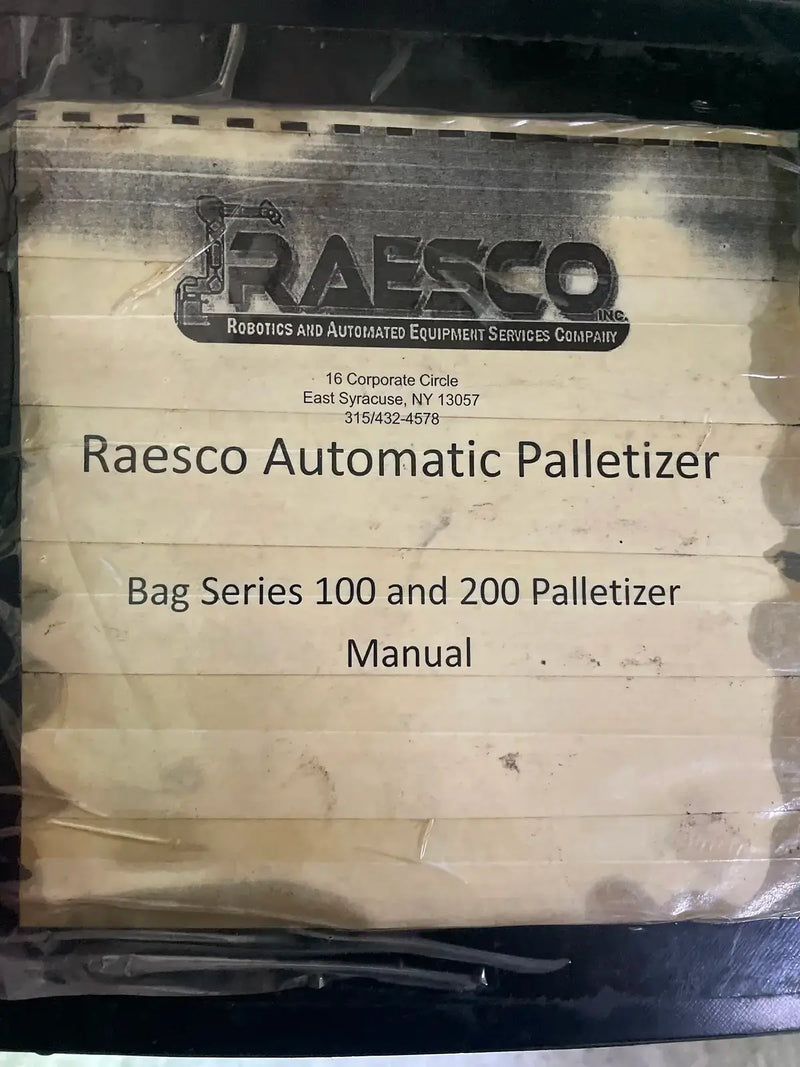 RAESCO
INC.
ROBOTICS AND AUTOMATED EQUIPMENT SERVICES COMPANY
16 Corporate Circle
East Syracuse, NY 13057
315/432-4578
Raesco Automatic Palletizer
Bag Series 100 and 200 Palletizer
Manual